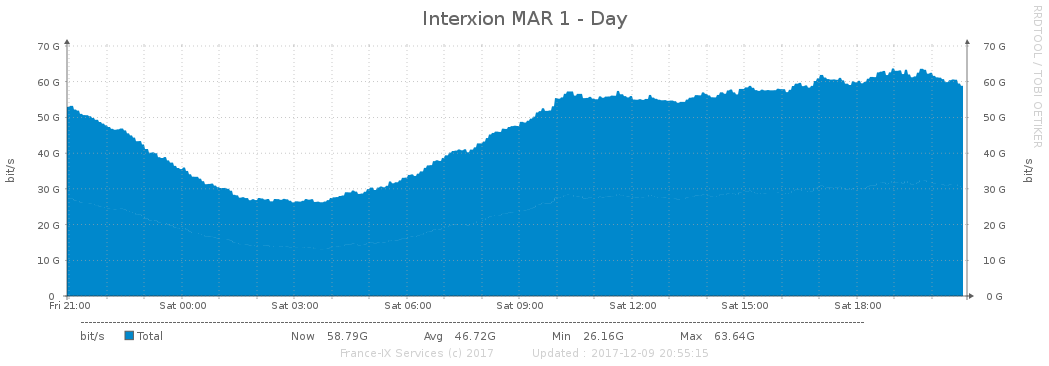 Interxion MAR 1 - Day
RRDTOOL / TOBI OETIKER
70 G 70 G
60 G 60 G
50 G 50 G
40 G 40 G
30 G 30 G
20 G 20 G
10 G 10 G
0 0 G
bit/s bit/s
Fri 21:00 Sat 00:00 Sat 03:00 Sat 06:00 Sat 09:00 Sat 12:00 Sat 15:00 Sat 18:00
bit/s Total Now 58.79G Avg 46.72G Min 26.16G Max 63.64G
France-IX Services (c) 2017 Updated : 2017-12-09 20:55:15